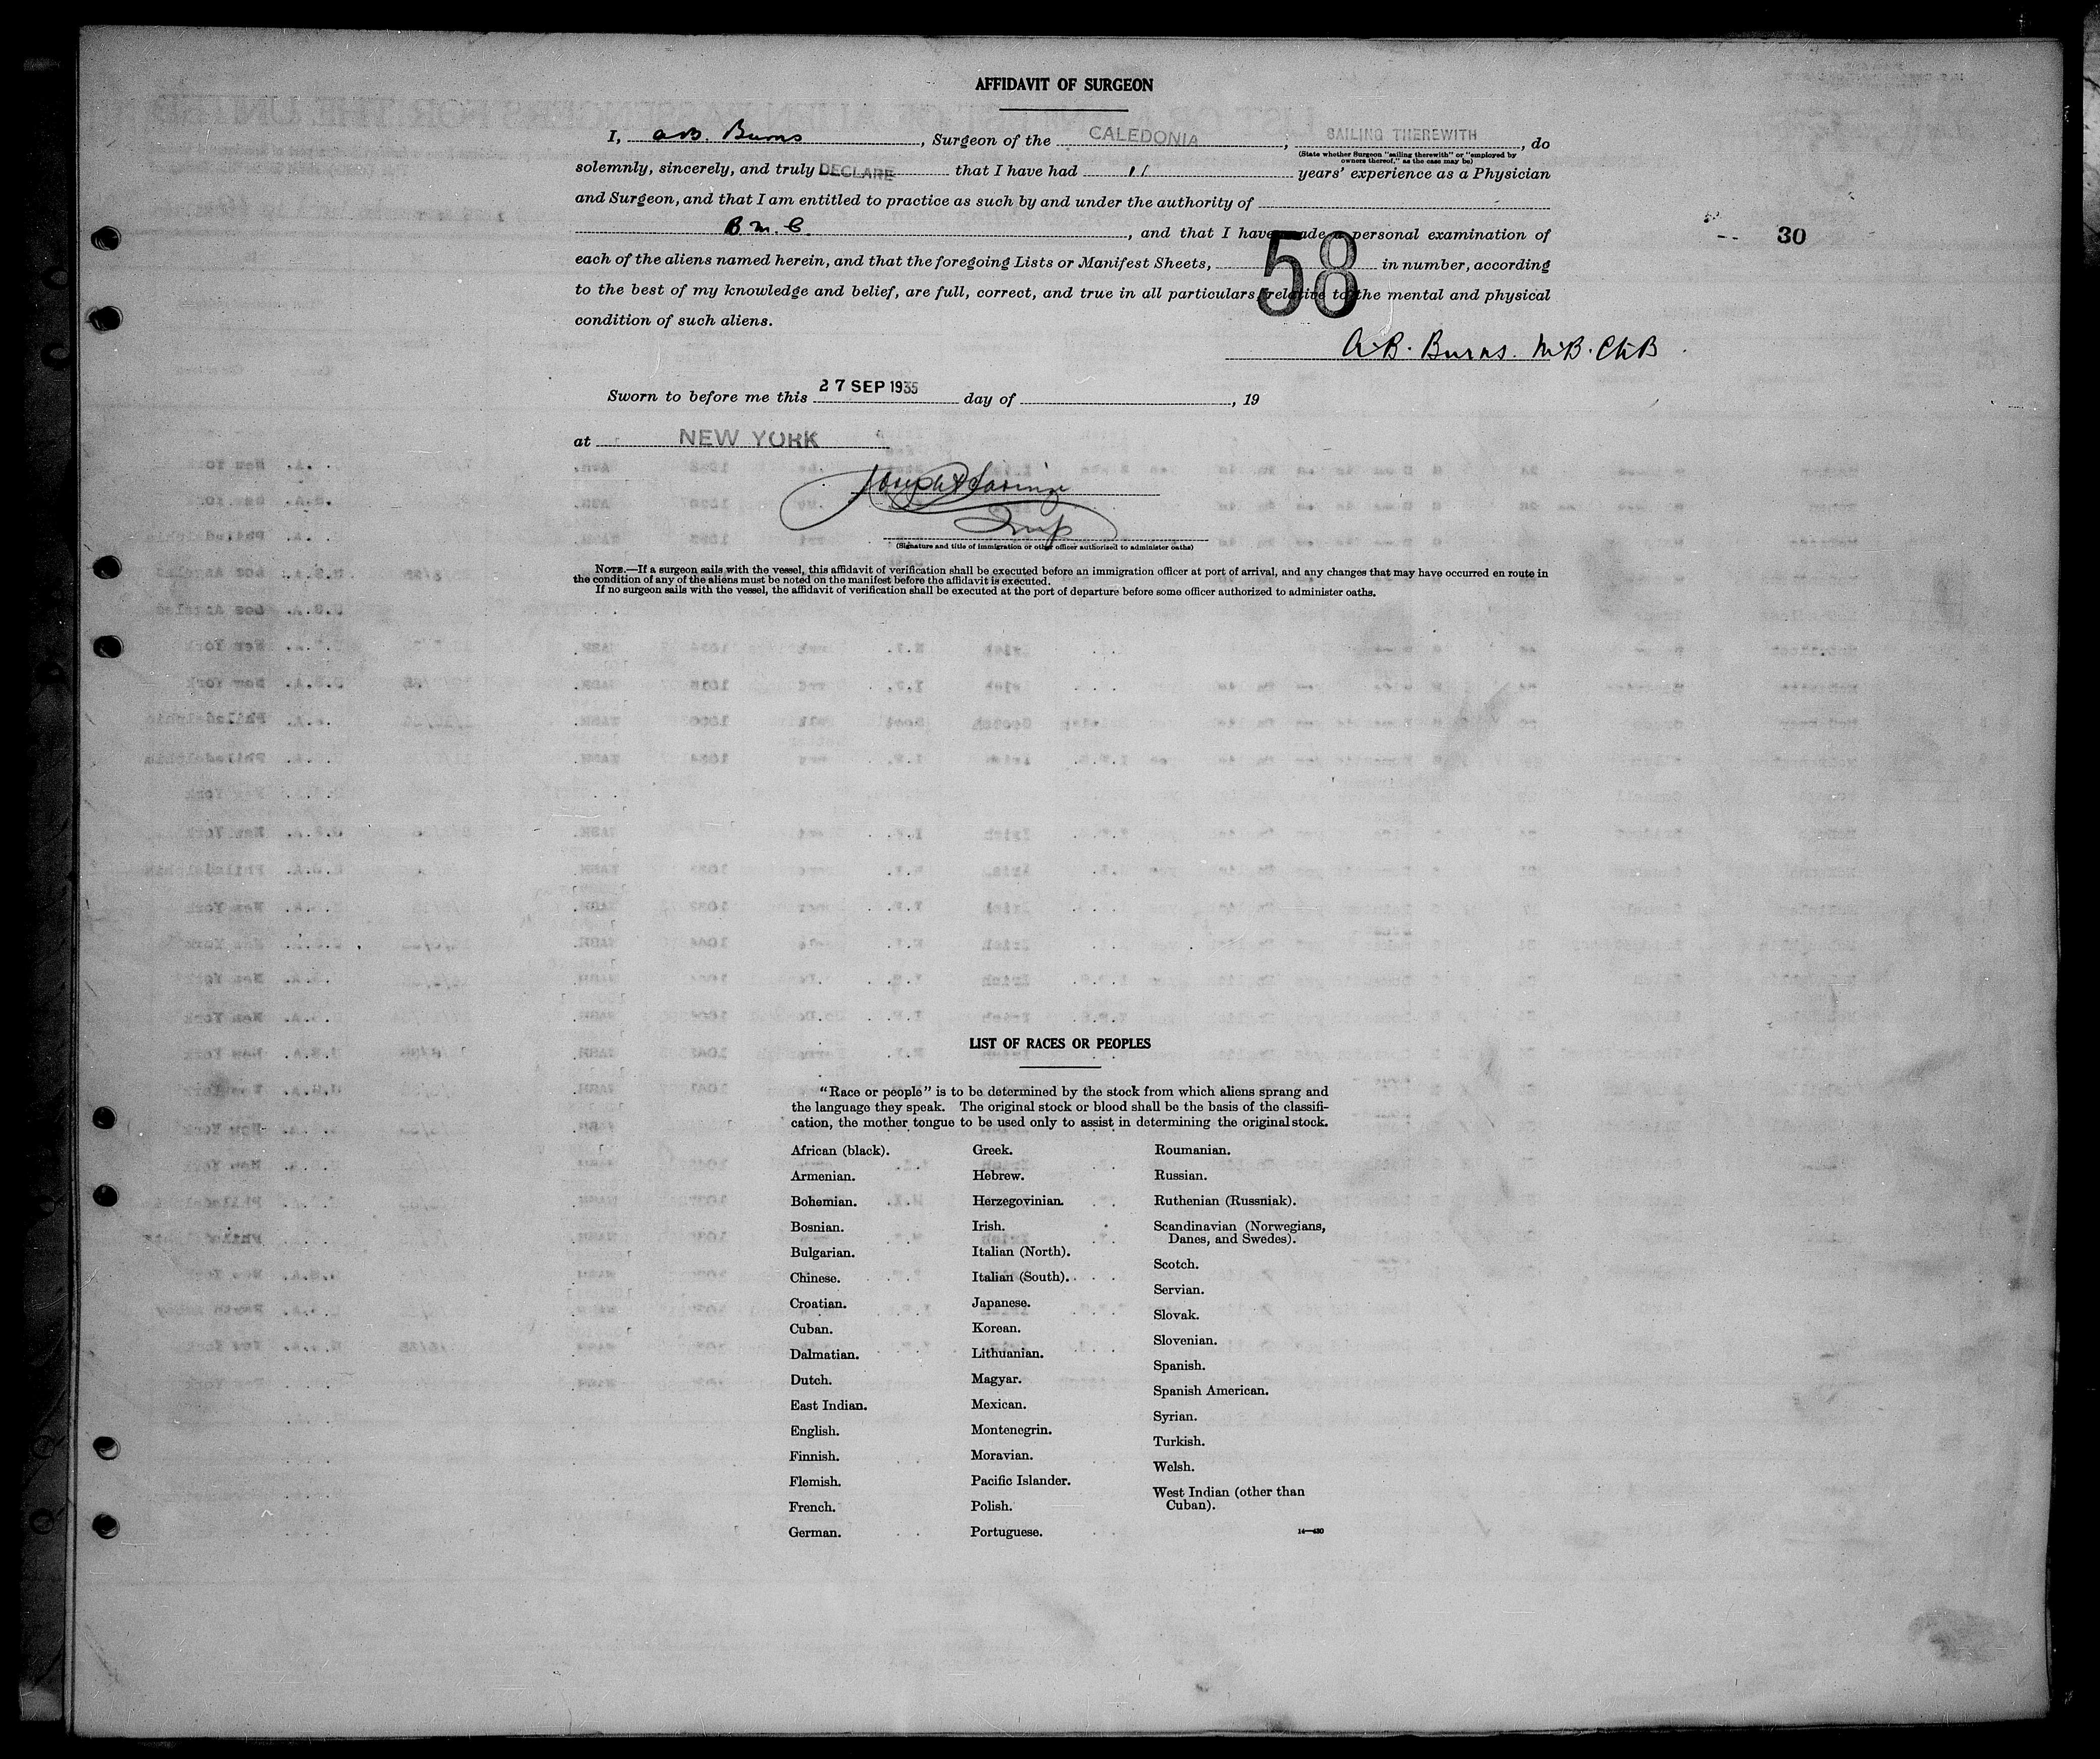 AFFIDAVIT OF SURGEON
I, A.B. Burns, Surgeon of the CALEDONIA, SAILING THEREWITH, do
(State whether Surgeon "sailing therewith" or "employed by
owners thereof," as the case may be)
solemnly, sincerely, and truly DECLARE that I have had 11 years' experience as a Physician
and Surgeon, and that I am entitled to practice as such by and under the authority of
B.M.C., and that I have made a personal examination of
30
each of the aliens named herein, and that the foregoing Lists or Manifest Sheets, 58 in number, according
to the best of my knowledge and belief, are full, correct, and true in all particulars relative to the mental and physical
condition of such aliens.
A.B. Burns. M.B. Ch.B
Sworn to before me this 27 SEP 1935 day of , 19
at NEW YORK
(Signature and title of immigration or other officer authorized to administer oaths)
NOTE.—If a surgeon sails with the vessel, this affidavit of verification shall be executed before an immigration officer at port of arrival, and any changes that may have occurred en route in
the condition of any of the aliens must be noted on the manifest before the affidavit is executed.
If no surgeon sails with the vessel, the affidavit of verification shall be executed at the port of departure before some officer authorized to administer oaths.
LIST OF RACES OR PEOPLES
"Race or people" is to be determined by the stock from which aliens sprang and
the language they speak. The original stock or blood shall be the basis of the classifi-
cation, the mother tongue to be used only to assist in determining the original stock.
African (black).
Armenian.
Bohemian.
Bosnian.
Bulgarian.
Chinese.
Croatian.
Cuban.
Dalmatian.
Dutch.
East Indian.
English.
Finnish.
Flemish.
French.
German.
Greek.
Hebrew.
Herzegovinian.
Irish.
Italian (North).
Italian (South).
Japanese.
Korean.
Lithuanian.
Magyar.
Mexican.
Montenegrin.
Moravian.
Pacific Islander.
Polish.
Portuguese.
Roumanian.
Russian.
Ruthenian (Russniak).
Scandinavian (Norwegians,
Danes, and Swedes).
Scotch.
Servian.
Slovak.
Slovenian.
Spanish.
Spanish American.
Syrian.
Turkish.
Welsh.
West Indian (other than
Cuban).
14—430